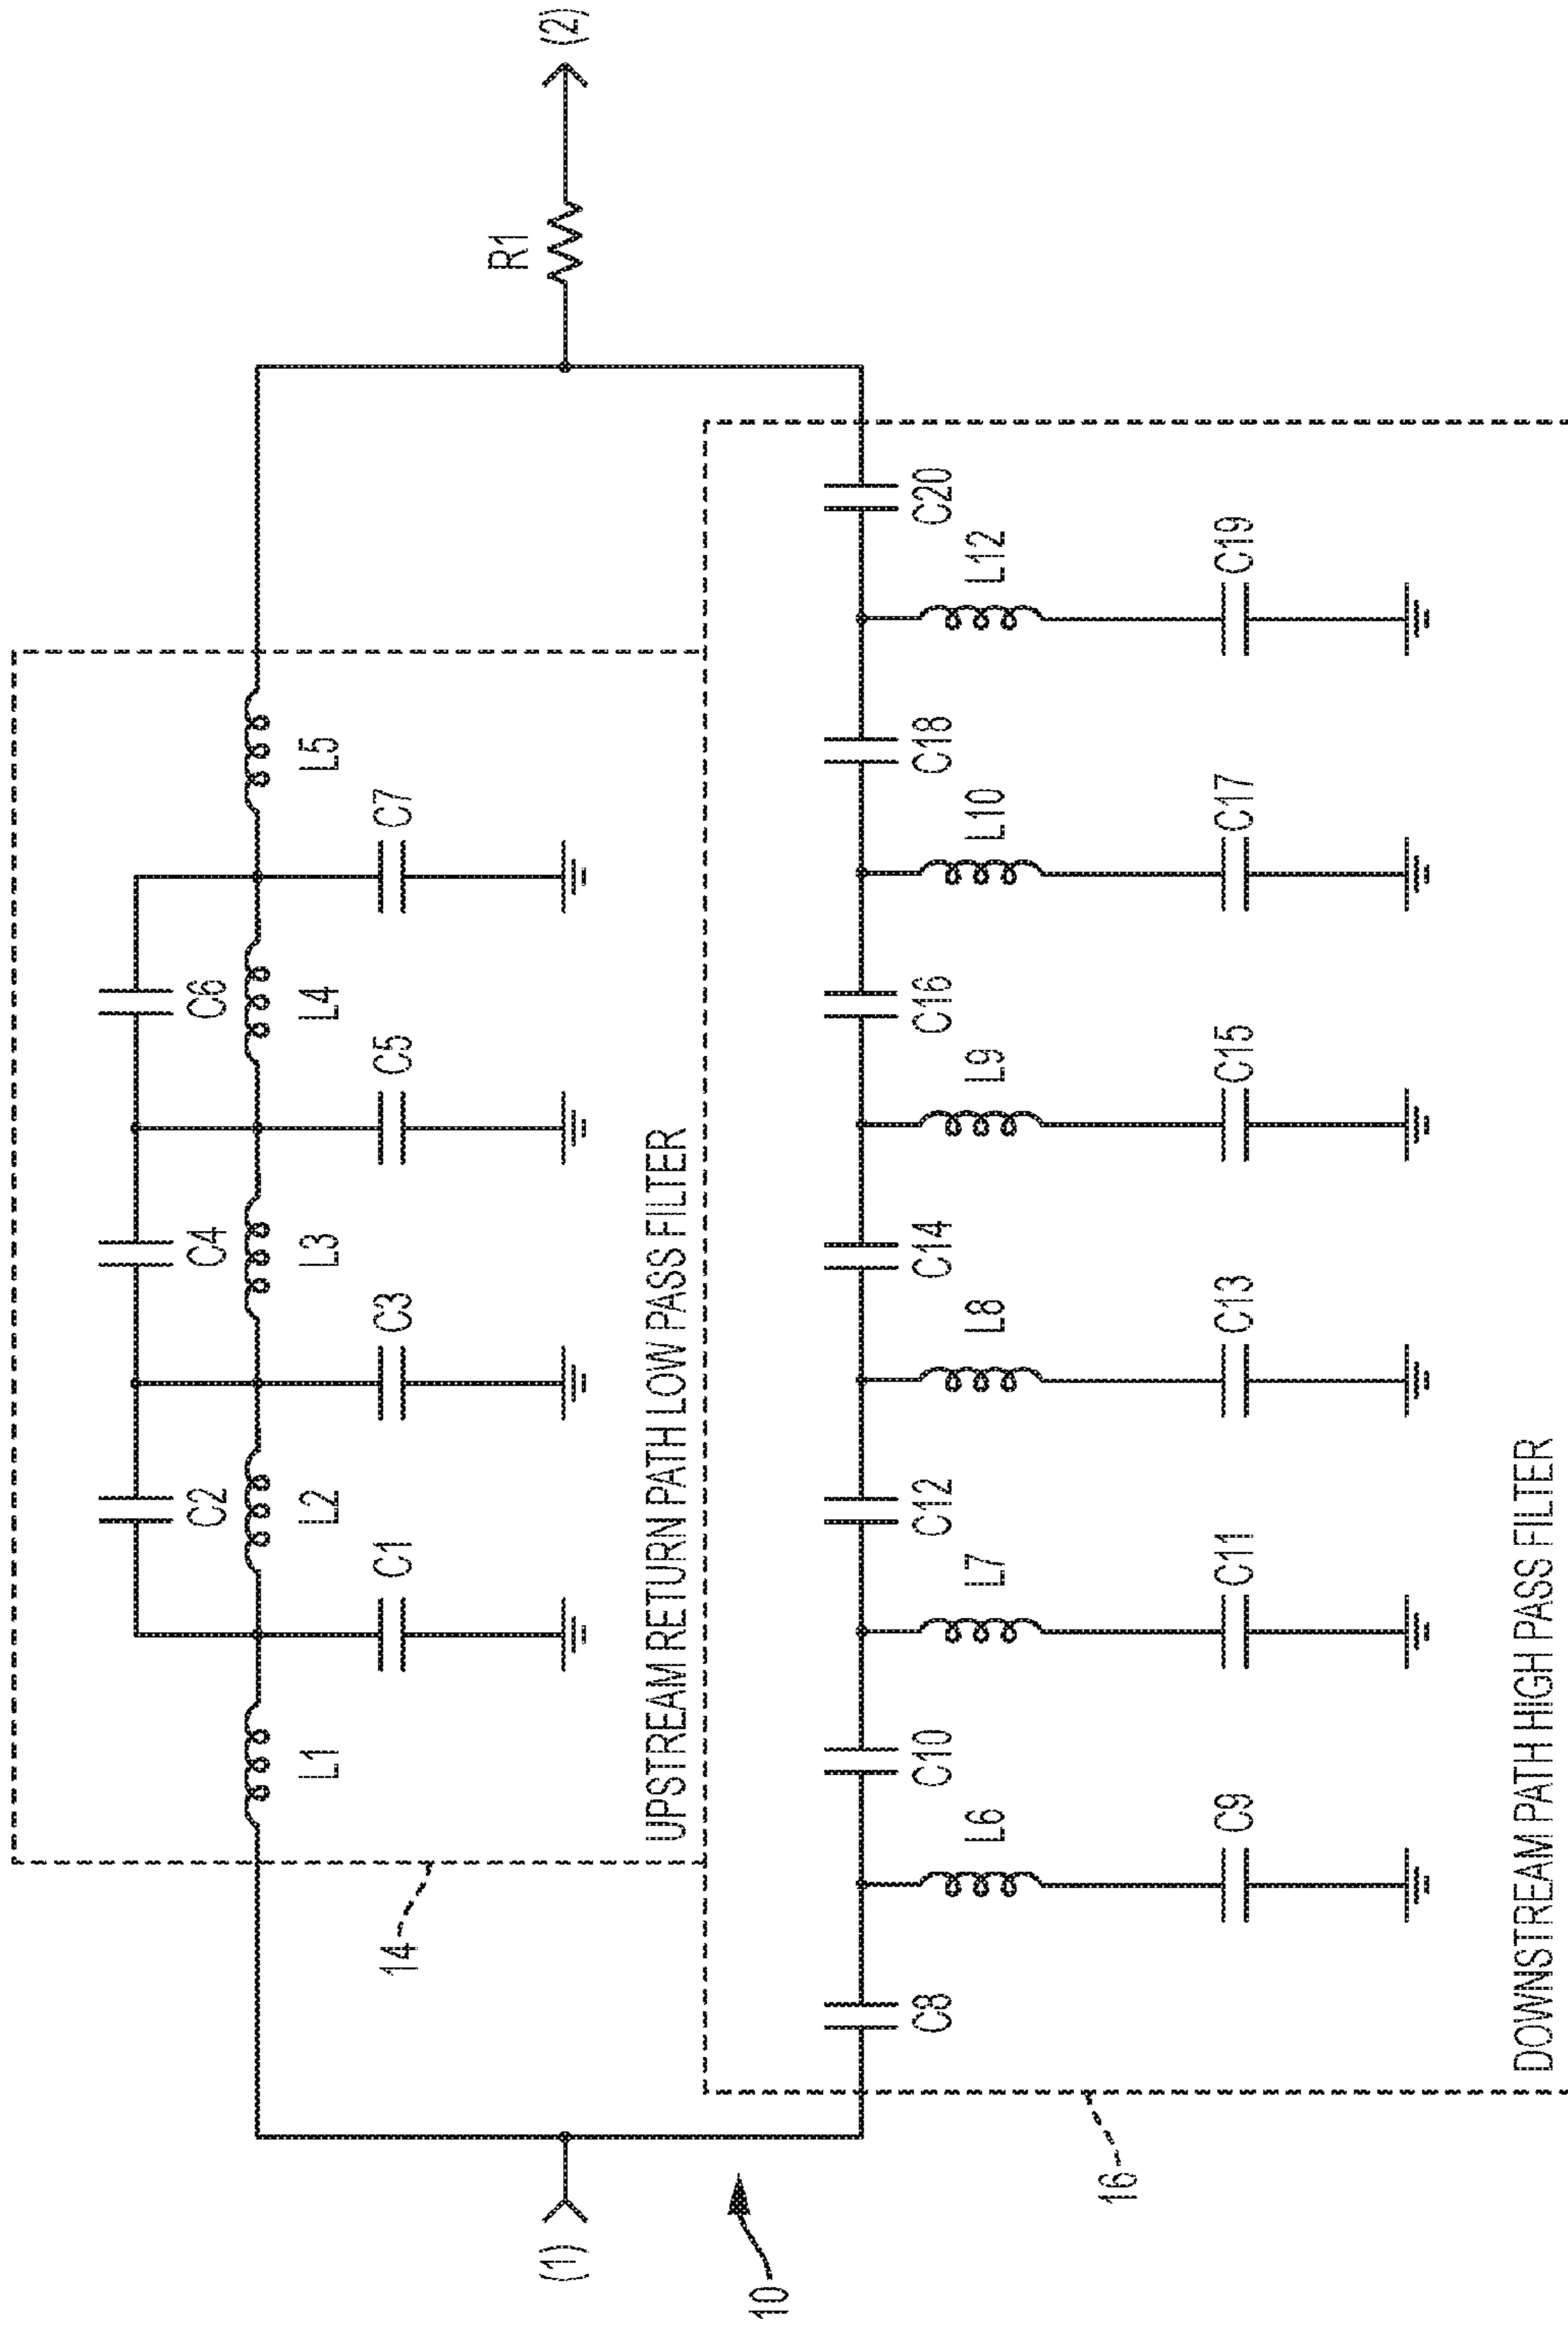 C2
C4
C6
L1
L2
L3
L4
L5
C1
C3
C5
C7
14
UPSTREAM RETURN PATH LOW PASS FILTER
(1)
R1
(2)
10
C8
C10
C12
C14
C16
C18
C20
L6
L7
L8
L9
L10
L12
C9
C11
C13
C15
C17
C19
16
DOWNSTREAM PATH HIGH PASS FILTER